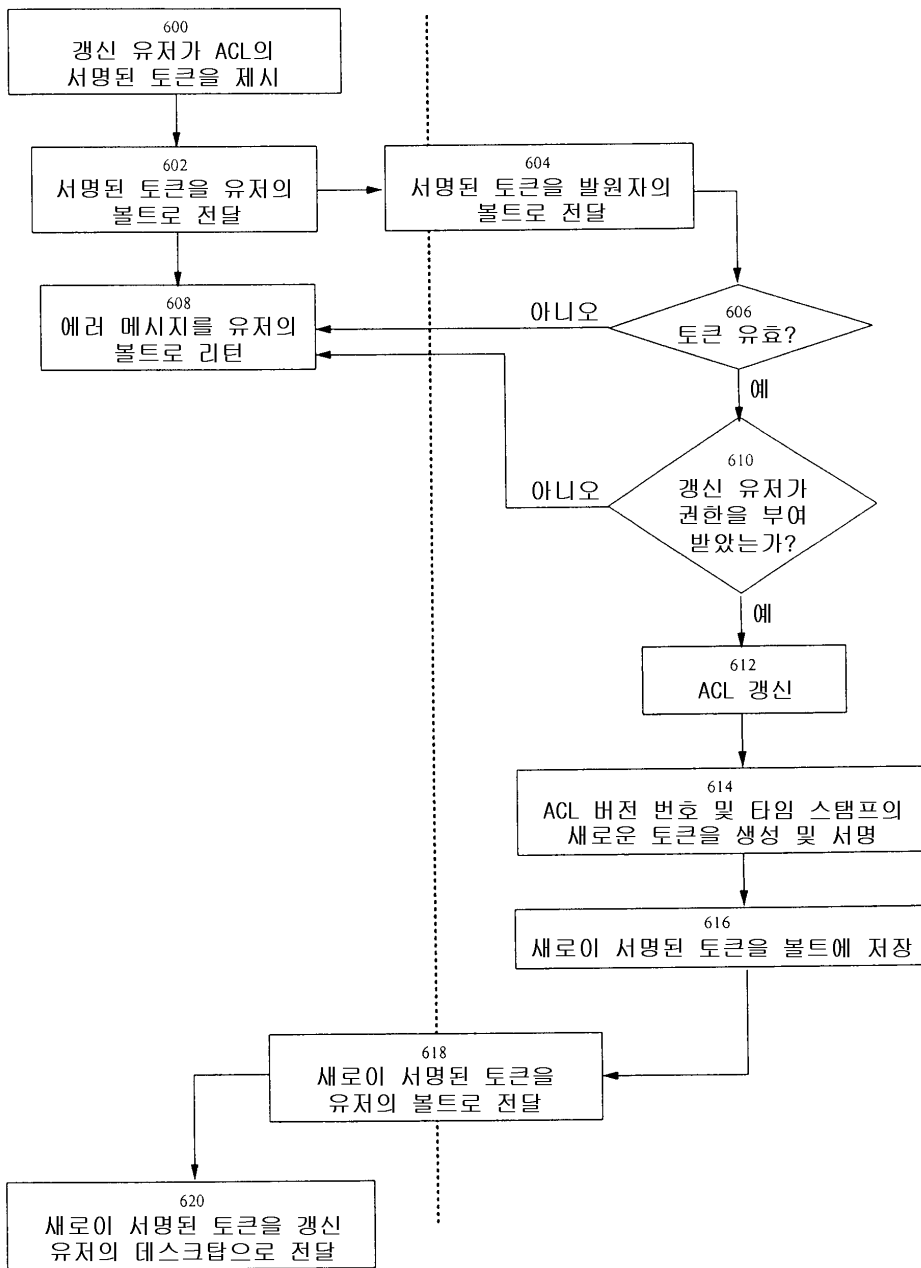 600
갱신 유저가 ACL의
서명된 토큰을 제시
602
서명된 토큰을 유저의
볼트로 전달
604
서명된 토큰을 발원자의
볼트로 전달
608
에러 메시지를 유저의
볼트로 리턴
아니오
606
토큰 유효?
예
아니오
610
갱신 유저가
권한을 부여
받았는가?
예
612
ACL 갱신
614
ACL 버전 번호 및 타임 스탬프의
새로운 토큰을 생성 및 서명
616
새로이 서명된 토큰을 볼트에 저장
618
새로이 서명된 토큰을
유저의 볼트로 전달
620
새로이 서명된 토큰을 갱신
유저의 데스크탑으로 전달